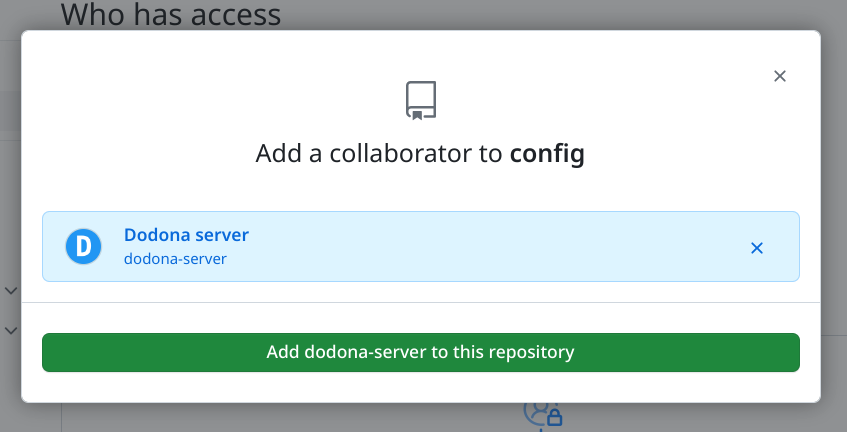 Who has access
Add a collaborator to config
D
Dodona server
dodona-server
Add dodona-server to this repository